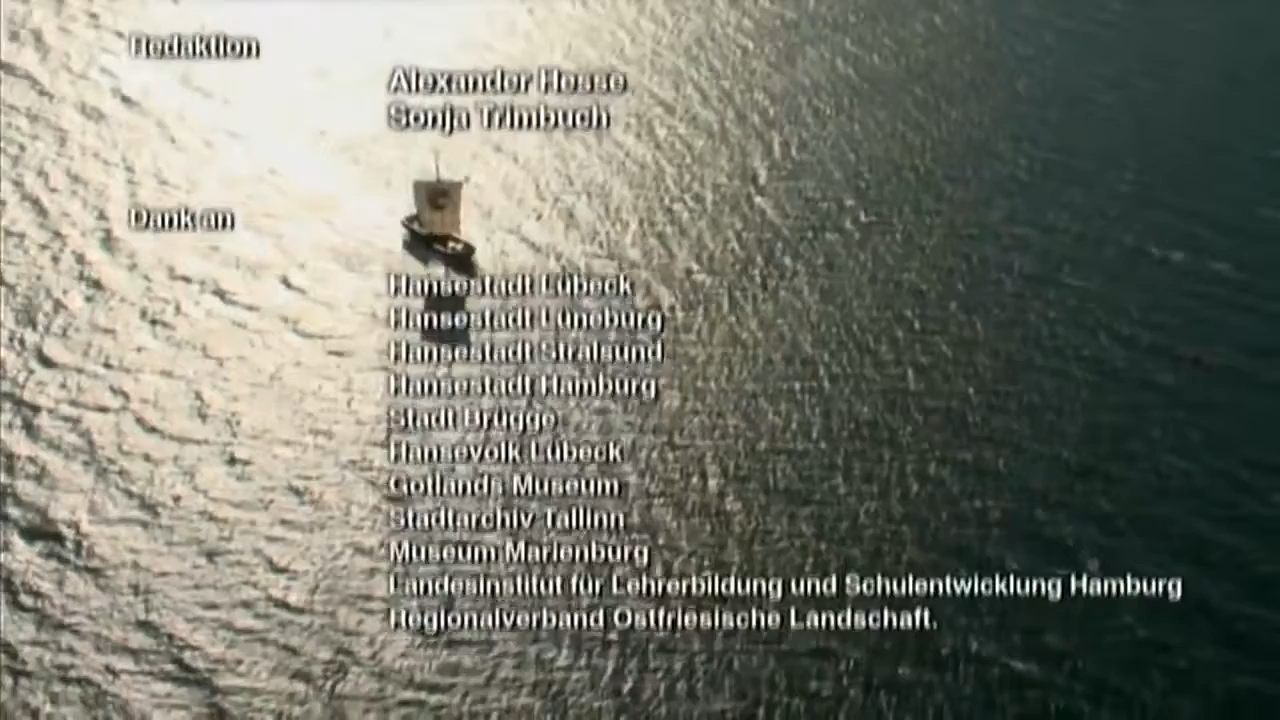 Redaktion
Alexander Hesse
Sonja Trimbuch
Dank an
Hansestadt Lübeck
Hansestadt Lüneburg
Hansestadt Stralsund
Hansestadt Hamburg
Stadt Brügge
Hansevolk Lübeck
Gotlands Museum
Stadtarchiv Tallinn
Museum Marienburg
Landesinstitut für Lehrerbildung und Schulentwicklung Hamburg
Regionalverband Ostfriesische Landschaft.